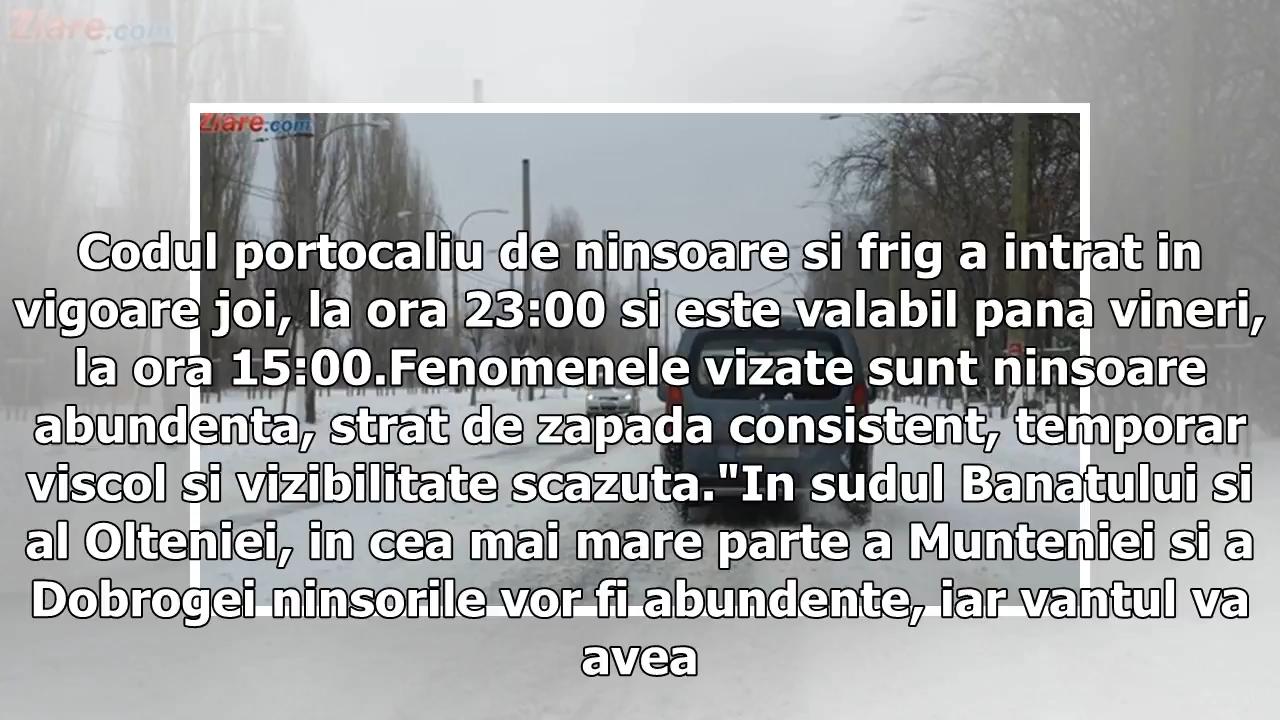 Ziare.com
Ziare.com
Codul portocaliu de ninsoare si frig a intrat in
vigoare joi, la ora 23:00 si este valabil pana vineri,
la ora 15:00.Fenomenele vizate sunt ninsoare
abundenta, strat de zapada consistent, temporar
viscol si vizibilitate scazuta."In sudul Banatului si
al Olteniei, in cea mai mare parte a Munteniei si a
Dobrogei ninsorile vor fi abundente, iar vantul va
avea